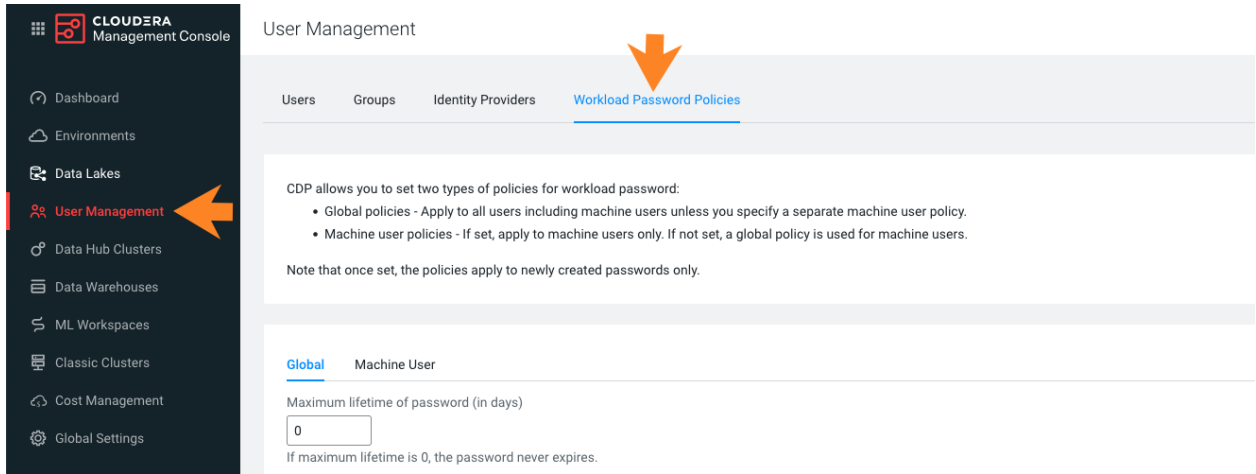 CLOUDERA
Management Console
User Management
Dashboard
Environments
Data Lakes
User Management
Data Hub Clusters
Data Warehouses
ML Workspaces
Classic Clusters
Cost Management
Global Settings
Users Groups Identity Providers Workload Password Policies
CDP allows you to set two types of policies for workload password:
• Global policies - Apply to all users including machine users unless you specify a separate machine user policy.
• Machine user policies - If set, apply to machine users only. If not set, a global policy is used for machine users.
Note that once set, the policies apply to newly created passwords only.
Global Machine User
Maximum lifetime of password (in days)
0
If maximum lifetime is 0, the password never expires.